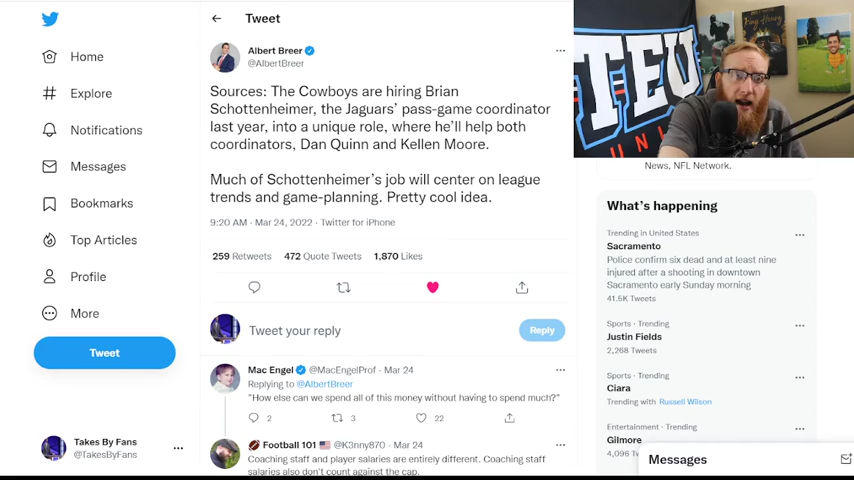 Tweet
Albert Breer
@AlbertBreer
Home
Explore
Notifications
Messages
Bookmarks
Top Articles
Profile
More
Tweet
Takes By Fans
@TakesByFans
Sources: The Cowboys are hiring Brian
Schottenheimer, the Jaguars' pass-game coordinator
last year, into a unique role, where he'll help both
coordinators, Dan Quinn and Kellen Moore.
Much of Schottenheimer's job will center on league
trends and game-planning. Pretty cool idea.
9:20 AM · Mar 24, 2022 · Twitter for iPhone
259 Retweets 472 Quote Tweets 1,870 Likes
Tweet your reply
Reply
Mac Engel @MacEngelProf · Mar 24
Replying to @AlbertBreer
"How else can we spend all of this money without having to spend much?"
2 3 22
Football 101 @K3nny870 · Mar 24
Coaching staff and player salaries are entirely different. Coaching staff
salaries also don't count against the cap.
TEU
UNI
News, NFL Network.
What's happening
Trending in United States
Sacramento
Police confirm six dead and at least nine
injured after a shooting in downtown
Sacramento early Sunday morning
41.5K Tweets
Sports · Trending
Justin Fields
2,268 Tweets
Sports · Trending
Ciara
Trending with Russell Wilson
Entertainment · Trending
Gilmore
4,096 T
Messages